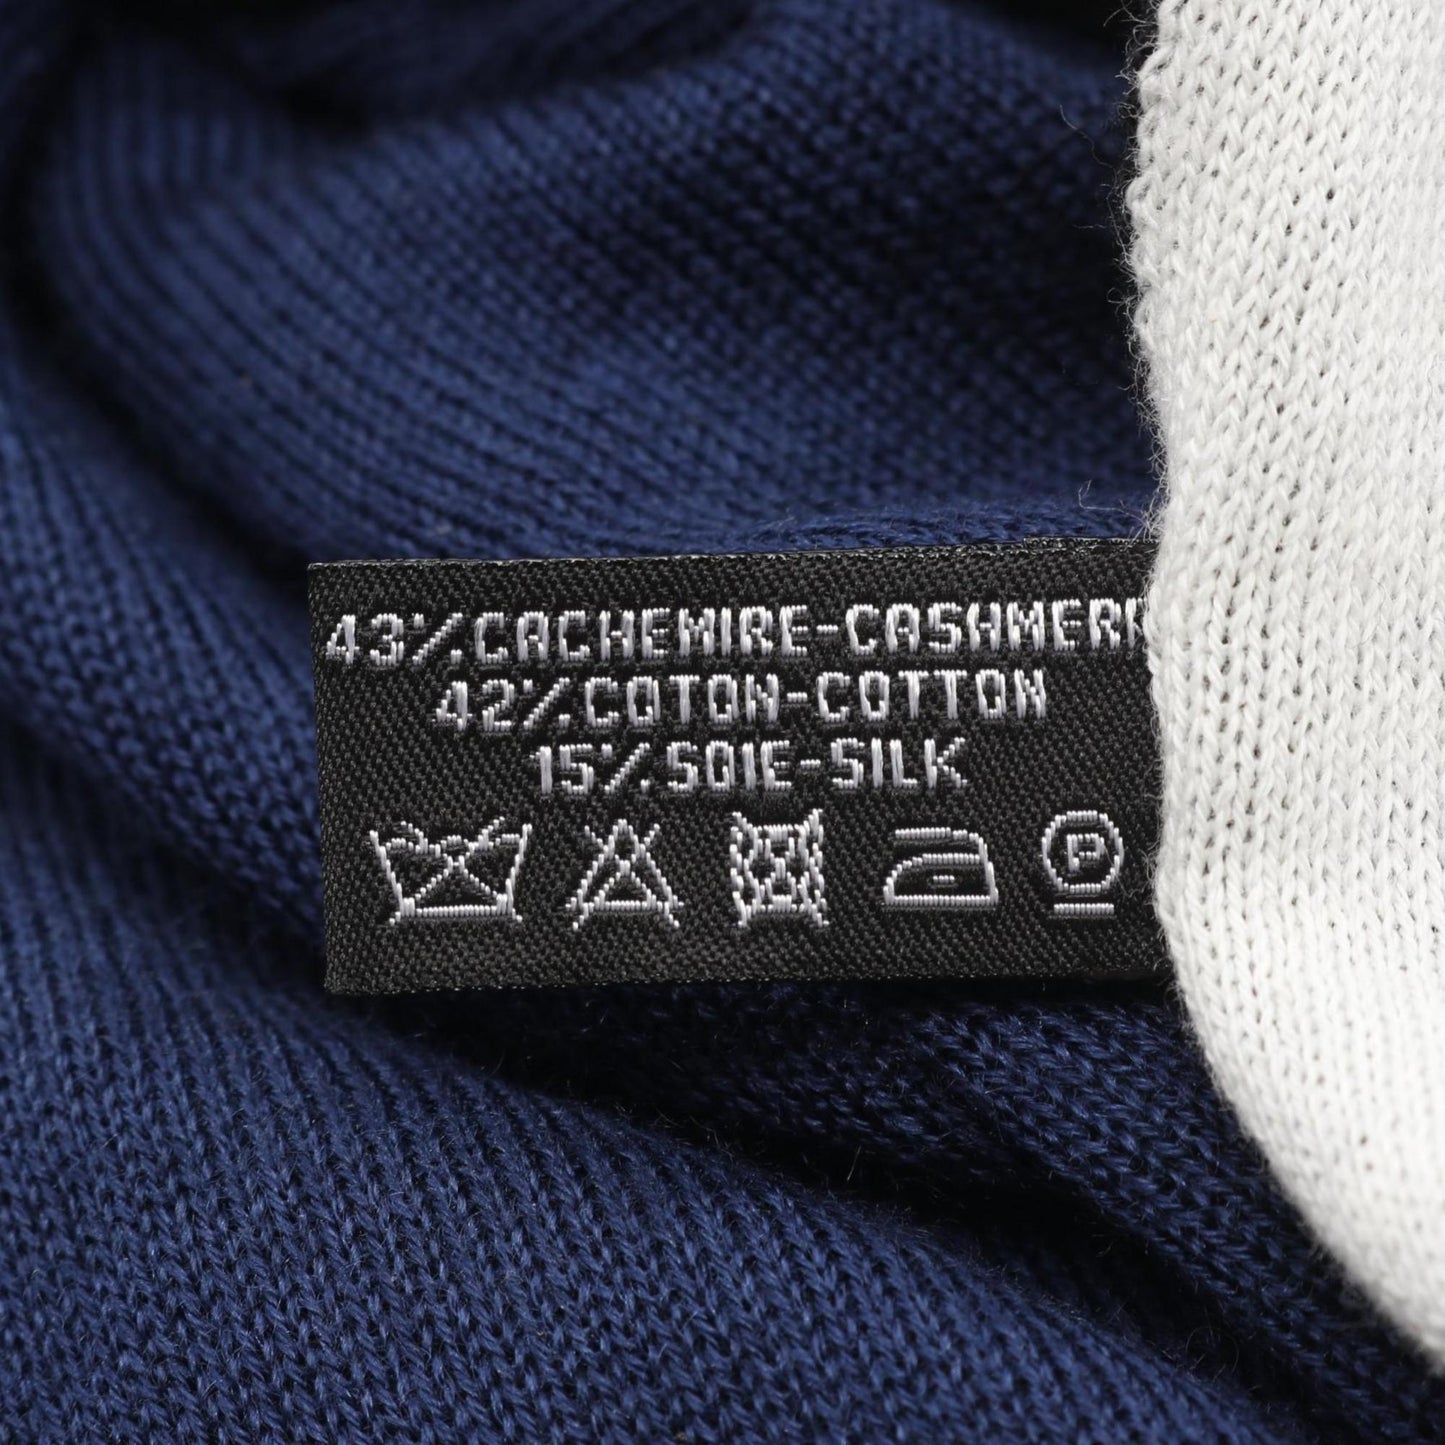 43% CACHEMIRE-CASHMERE
42% COTON-COTTON
15% SOIE-SILK
P